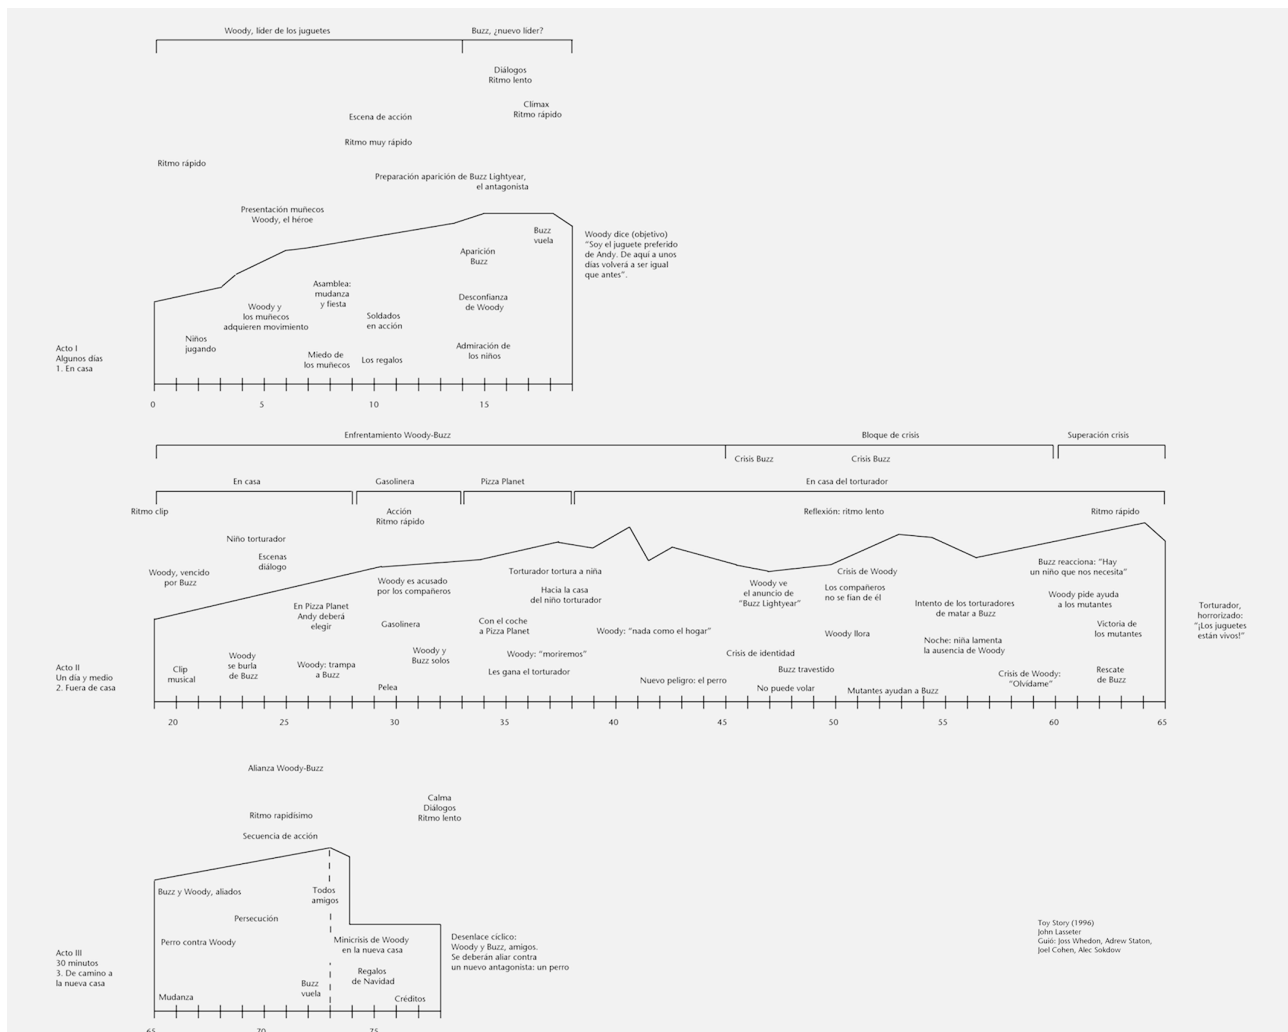 Woody, líder de los juguetes
Buzz, ¿nuevo líder?
Diálogos
Ritmo lento
Clímax
Ritmo rápido
Escena de acción
Ritmo muy rápido
Ritmo rápido
Preparación aparición de Buzz Lightyear,
el antagonista
Presentación muñecos
Woody, el héroe
Buzz
vuela
Woody dice (objetivo)
“Soy el juguete preferido
de Andy. De aquí a unos
días volverá a ser igual
que antes”.
Aparición
Buzz
Asamblea:
mudanza
y fiesta
Desconfianza
de Woody
Woody y
los muñecos
adquieren movimiento
Soldados
en acción
Niños
jugando
Miedo de
los muñecos
Los regalos
Admiración de
los niños
Acto I
Algunos días
1. En casa
0
5
10
15
Enfrentamiento Woody-Buzz
Bloque de crisis
Superación crisis
Crisis Buzz
Crisis Buzz
En casa
Gasolinera
Pizza Planet
En casa del torturador
Ritmo clip
Acción
Ritmo rápido
Reflexión: ritmo lento
Ritmo rápido
Niño torturador
Escenas
diálogo
Woody, vencido
por Buzz
Woody es acusado
por los compañeros
Torturador tortura a niña
Hacia la casa
del niño torturador
Woody ve
el anuncio de
“Buzz Lightyear”
Crisis de Woody
Los compañeros
no se fían de él
Buzz reacciona: “Hay
un niño que nos necesita”
Woody pide ayuda
a los mutantes
En Pizza Planet
Andy deberá
elegir
Gasolinera
Con el coche
a Pizza Planet
Woody: “nada como el hogar”
Intento de los torturadores
de matar a Buzz
Woody llora
Victoria de
los mutantes
Torturador,
horrorizado:
“¡Los juguetes
están vivos!”
Noche: niña lamenta
la ausencia de Woody
Woody
se burla
de Buzz
Woody: trampa
a Buzz
Woody y
Buzz solos
Woody: “moriremos”
Crisis de identidad
Clip
musical
Les gana el torturador
Buzz travestido
Crisis de Woody:
“Olvídame”
Rescate
de Buzz
Pelea
Nuevo peligro: el perro
No puede volar
Mutantes ayudan a Buzz
Acto II
Un día y medio
2. Fuera de casa
20
25
30
35
40
45
50
55
60
65
Alianza Woody-Buzz
Calma
Diálogos
Ritmo lento
Ritmo rapidísimo
Secuencia de acción
Buzz y Woody, aliados
Todos
amigos
Persecución
Perro contra Woody
Minicrisis de Woody
en la nueva casa
Desenlace cíclico:
Woody y Buzz, amigos.
Se deberán aliar contra
un nuevo antagonista: un perro
Regalos
de Navidad
Buzz
vuela
Mudanza
Créditos
Acto III
30 minutos
3. De camino a
la nueva casa
65
70
75
Toy Story (1996)
John Lasseter
Guió: Joss Whedon, Adrew Staton,
Joel Cohen, Alec Sokdow